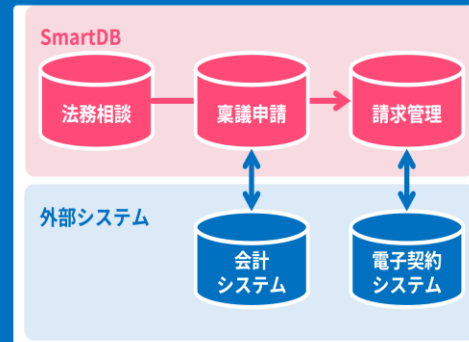 SmartDB
法務相談
稟議申請
請求管理
外部システム
会計
システム
電子契約
システム